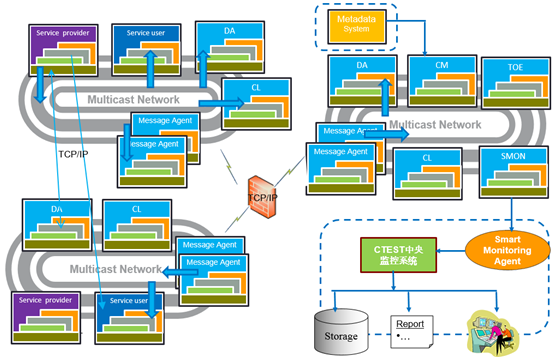 Service provider
Service user
DA
CL
Multicast Network
Message Agent
Message Agent
TCP/IP
Metadata
System
DA
CM
TOE
Multicast Network
Message Agent
Message Agent
CL
SMON
TCP/IP
DA
CL
Message Agent
Message Agent
Multicast Network
Service provider
Service user
CTEST中央
监控系统
Smart
Monitoring
Agent
Storage
Report
•...